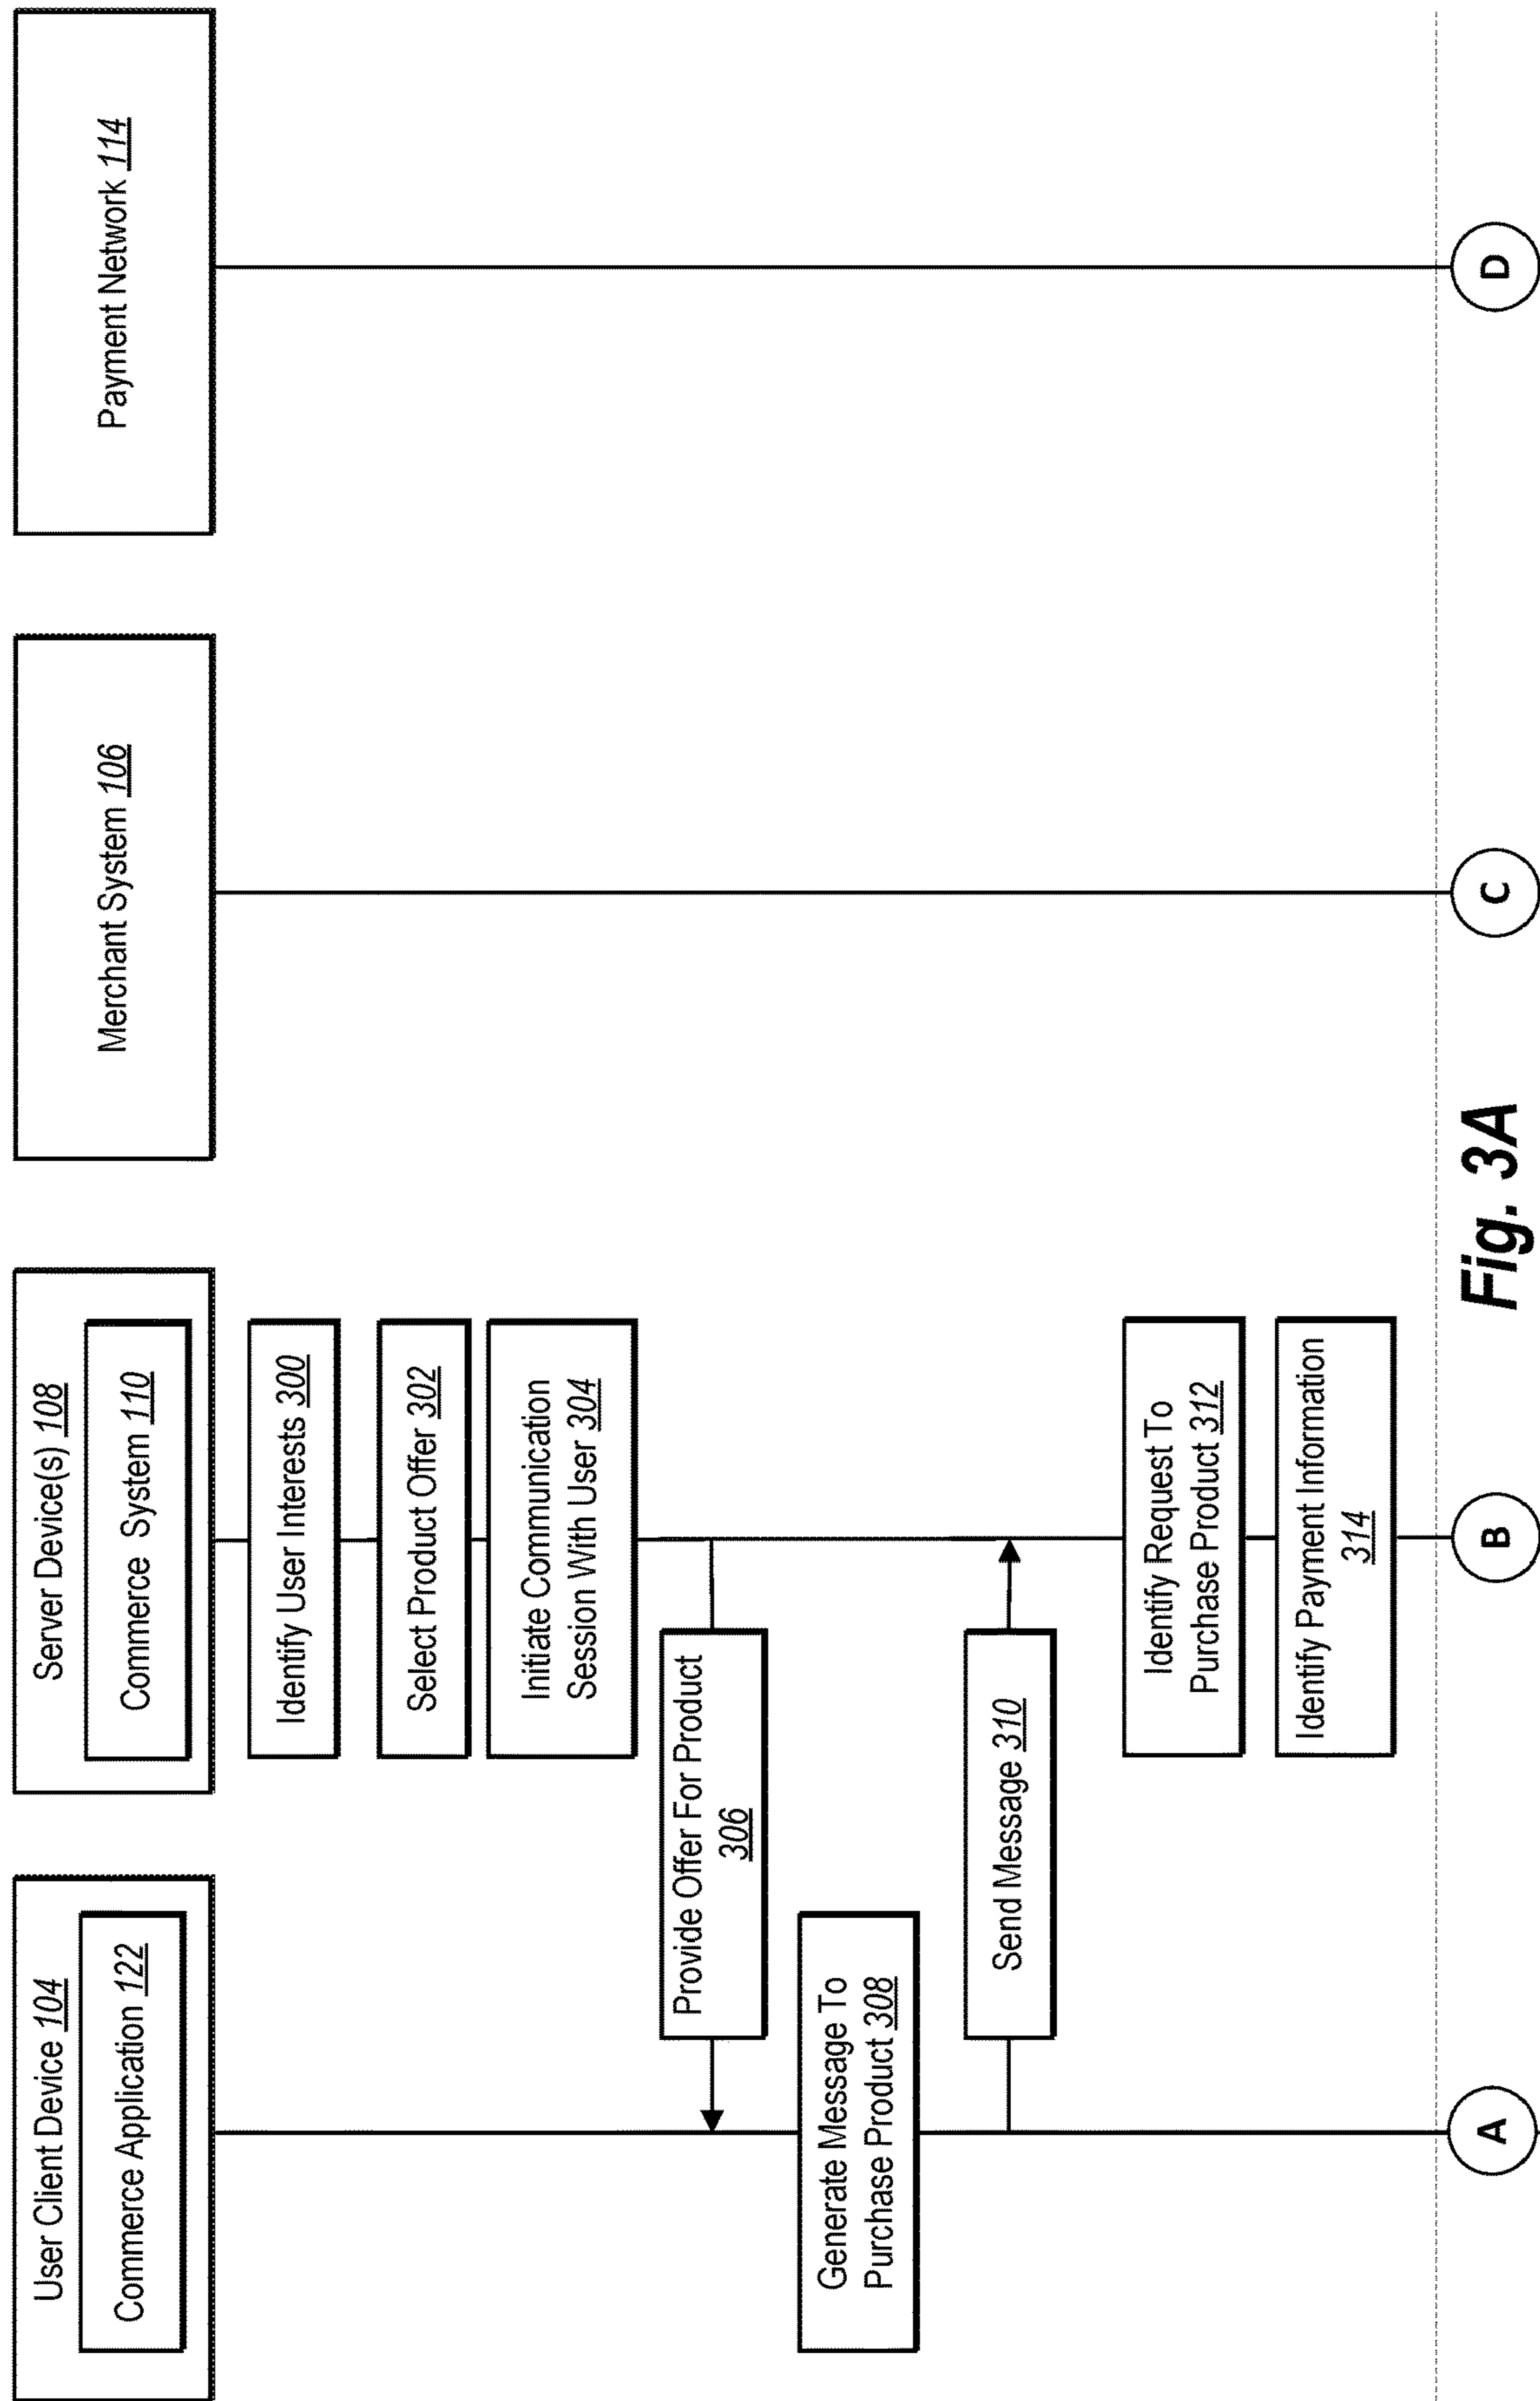 User Client Device 104
Commerce Application 122
Server Device(s) 108
Commerce System 110
Merchant System 106
Payment Network 114
Identify User Interests 300
Select Product Offer 302
Initiate Communication
Session With User 304
Provide Offer For Product
306
Generate Message To
Purchase Product 308
Send Message 310
Identify Request To
Purchase Product 312
Identify Payment Information
314
A
B
C
D
Fig. 3A